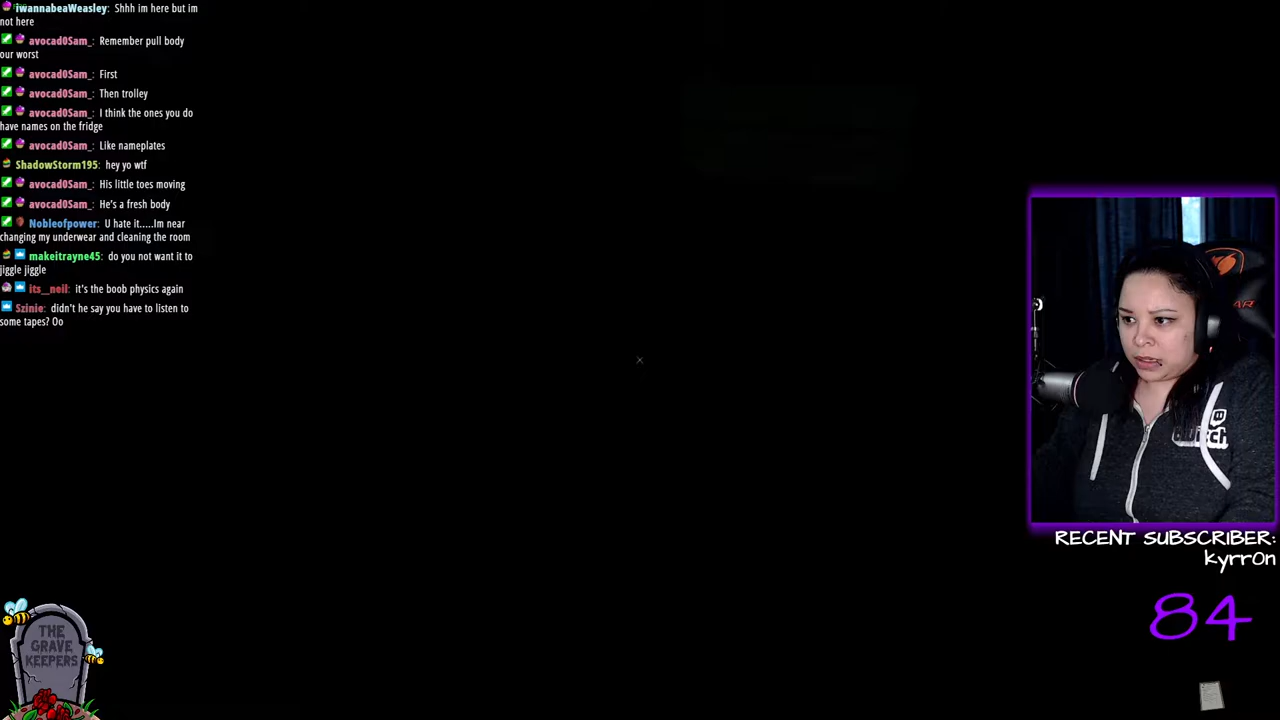 iwannabeaWeasley: Shhh im here but im
not here
avocad0Sam_: Remember pull body
our worst
avocad0Sam_: First
avocad0Sam_: Then trolley
avocad0Sam_: I think the ones you do
have names on the fridge
avocad0Sam_: Like nameplates
ShadowStorm195: hey yo wtf
avocad0Sam_: His little toes moving
avocad0Sam_: He's a fresh body
Nobleofpower: U hate it.....Im near
changing my underwear and cleaning the room
makeitrayne45: do you not want it to
jiggle jiggle
its__neil: it's the boob physics again
Szinie: didn't he say you have to listen to
some tapes? Oo
RECENT SUBSCRIBER:
kyrr0n
84
THE
GRAVE
KEEPERS